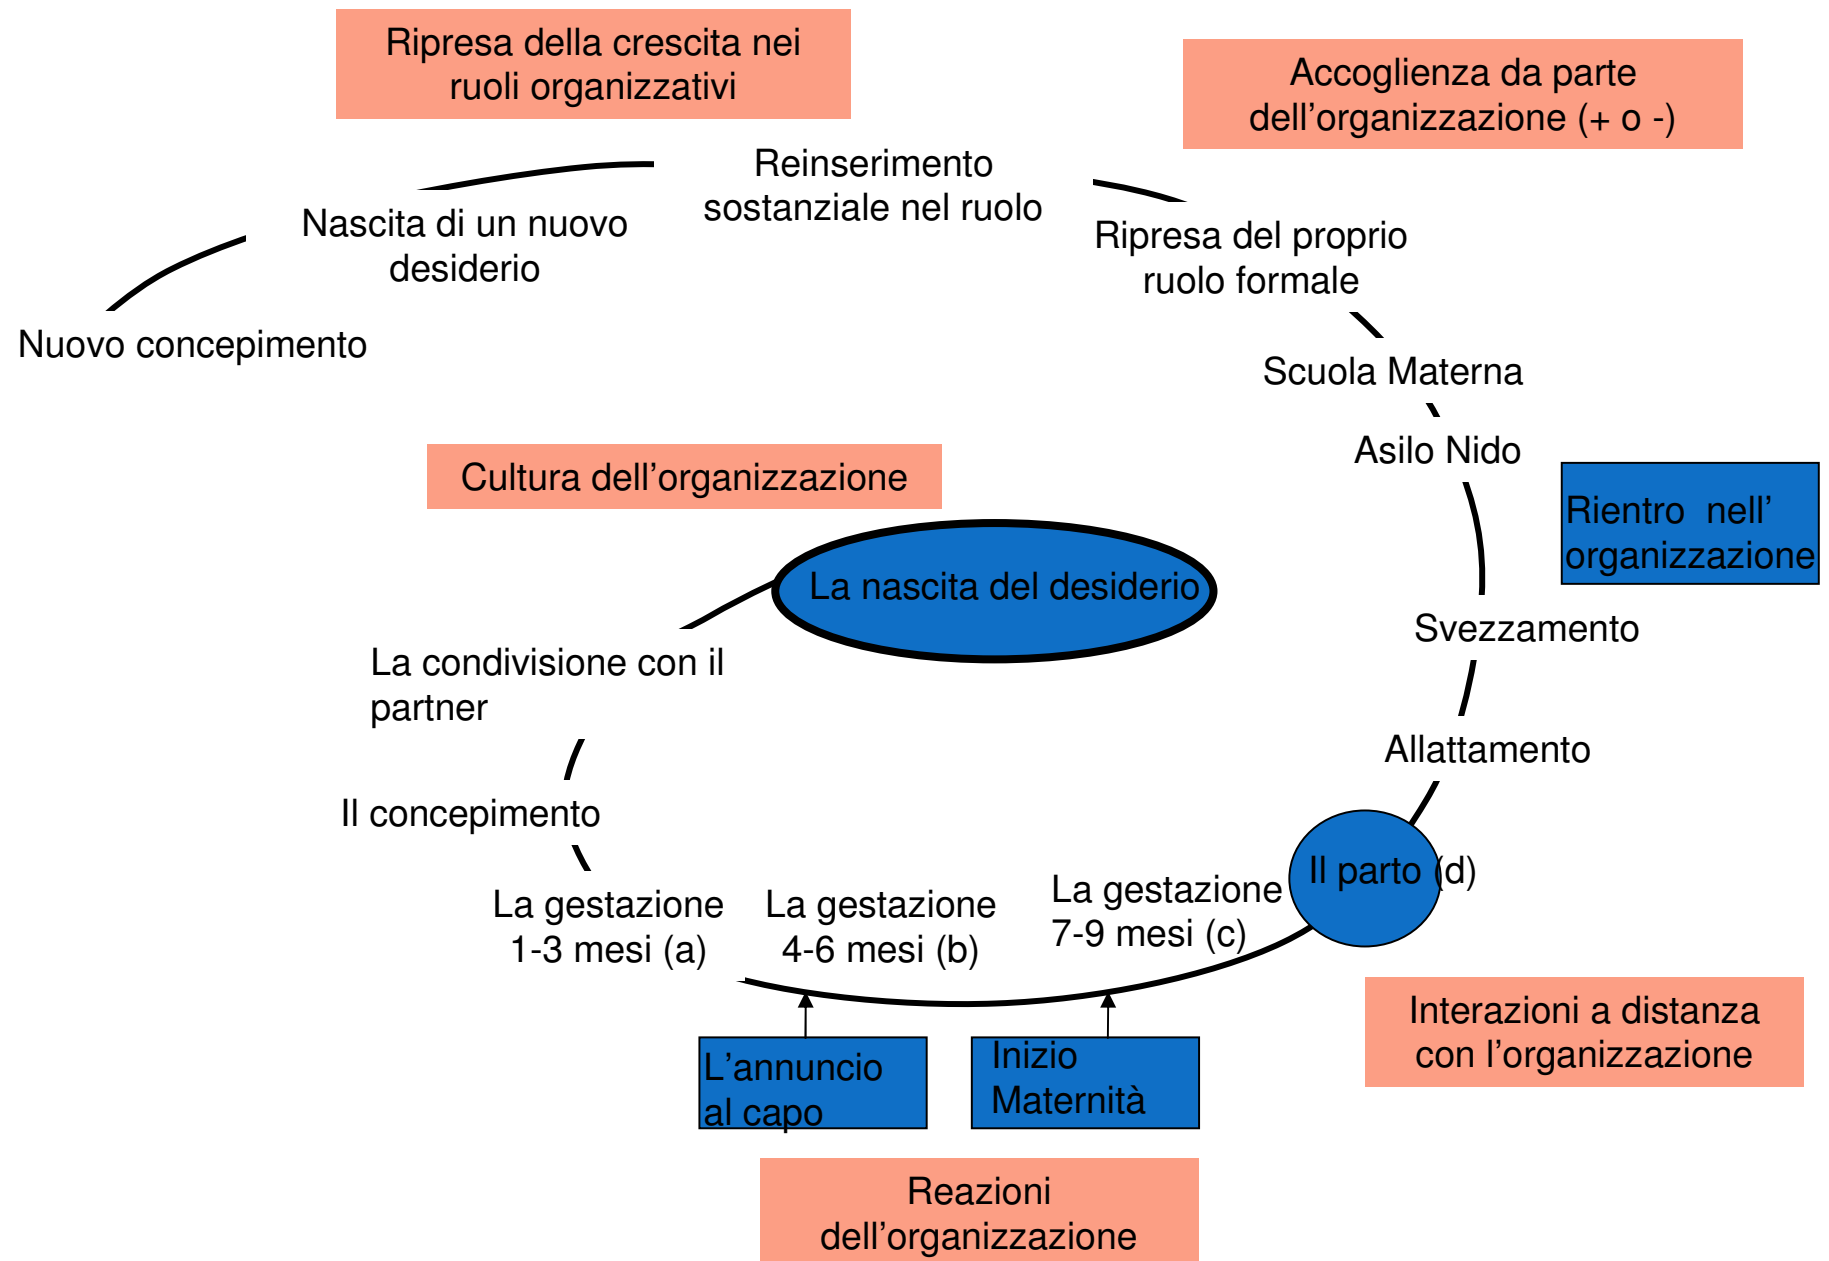 Ripresa della crescita nei
ruoli organizzativi
Accoglienza da parte
dell’organizzazione (+ o -)
Reinserimento
sostanziale nel ruolo
Nascita di un nuovo
desiderio
Ripresa del proprio
ruolo formale
Nuovo concepimento
Scuola Materna
Asilo Nido
Cultura dell’organizzazione
Rientro nell’
organizzazione
La nascita del desiderio
Svezzamento
La condivisione con il
partner
Allattamento
Il concepimento
Il parto (d)
La gestazione
1-3 mesi (a)
La gestazione
4-6 mesi (b)
La gestazione
7-9 mesi (c)
Interazioni a distanza
con l’organizzazione
L’annuncio
al capo
Inizio
Maternità
Reazioni
dell’organizzazione